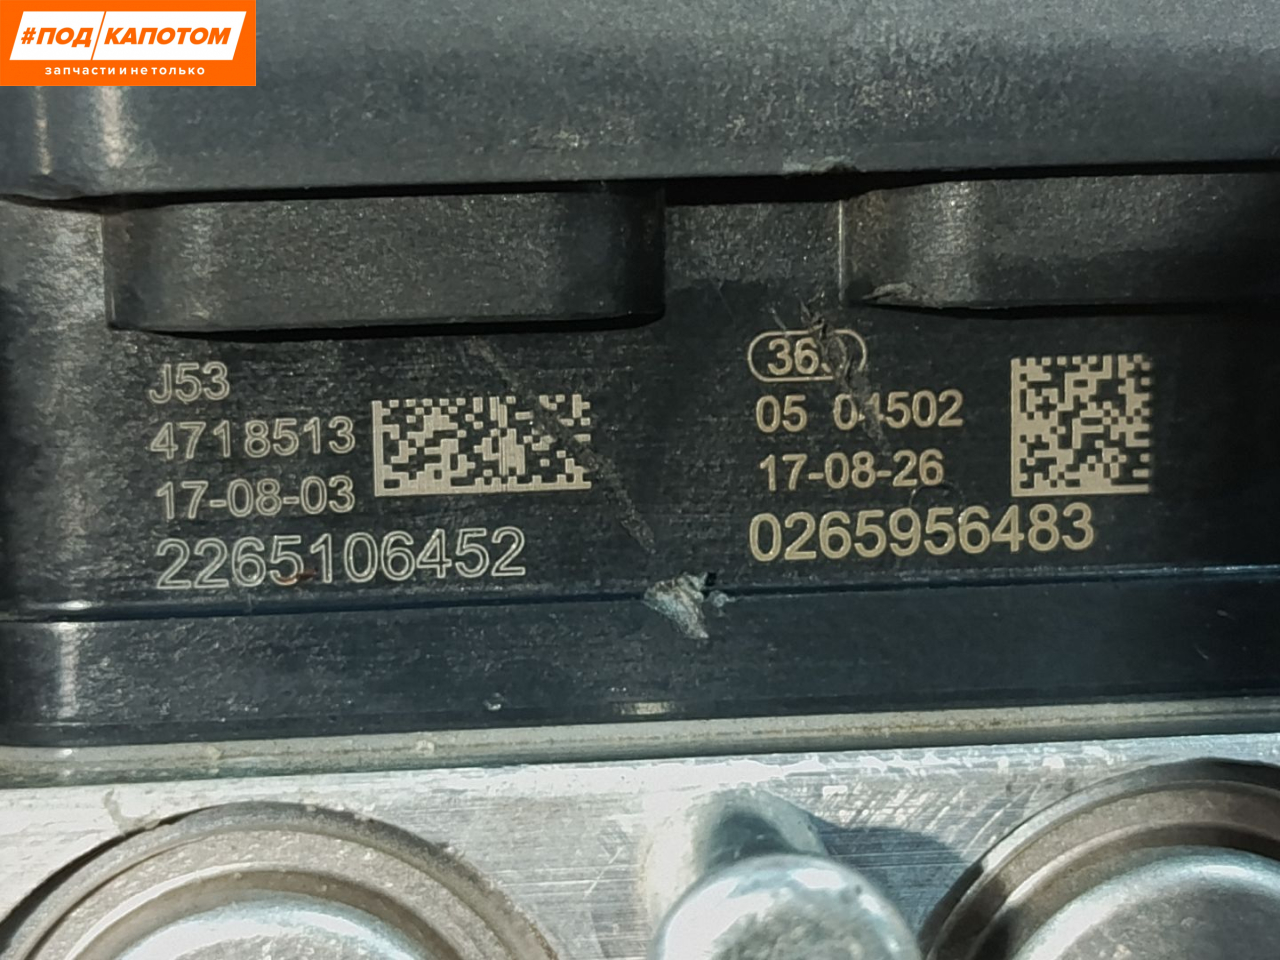 #ПОД КАПОТОМ
запчасти и не только
J53
4718513
17-08-03
2265106452
05
17-08-26
0265956483